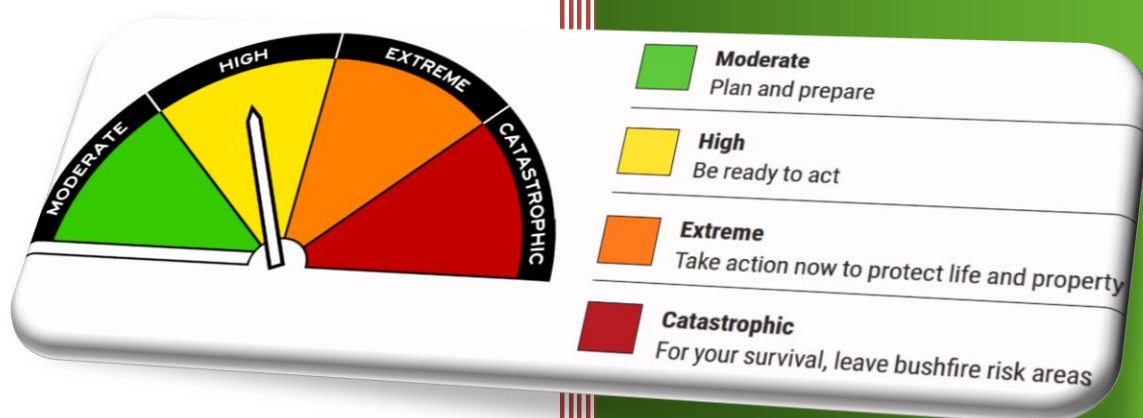 MODERATE
HIGH
EXTREME
CATASTROPHIC
Moderate
Plan and prepare
High
Be ready to act
Extreme
Take action now to protect life and property
Catastrophic
For your survival, leave bushfire risk areas